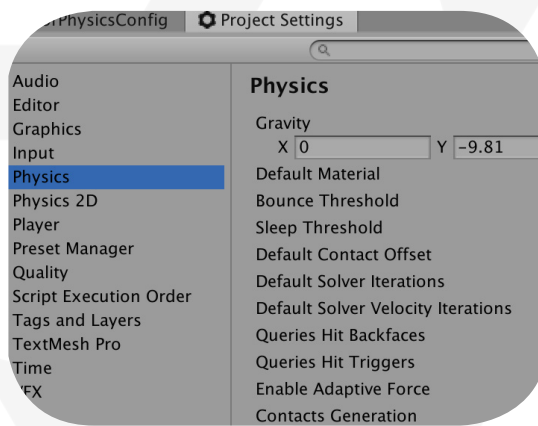 PhysicsConfig Project Settings
Audio
Editor
Graphics
Input
Physics
Physics 2D
Player
Preset Manager
Quality
Script Execution Order
Tags and Layers
TextMesh Pro
Time
Physics
Gravity
X 0 Y -9.81
Default Material
Bounce Threshold
Sleep Threshold
Default Contact Offset
Default Solver Iterations
Default Solver Velocity Iterations
Queries Hit Backfaces
Queries Hit Triggers
Enable Adaptive Force
Contacts Generation